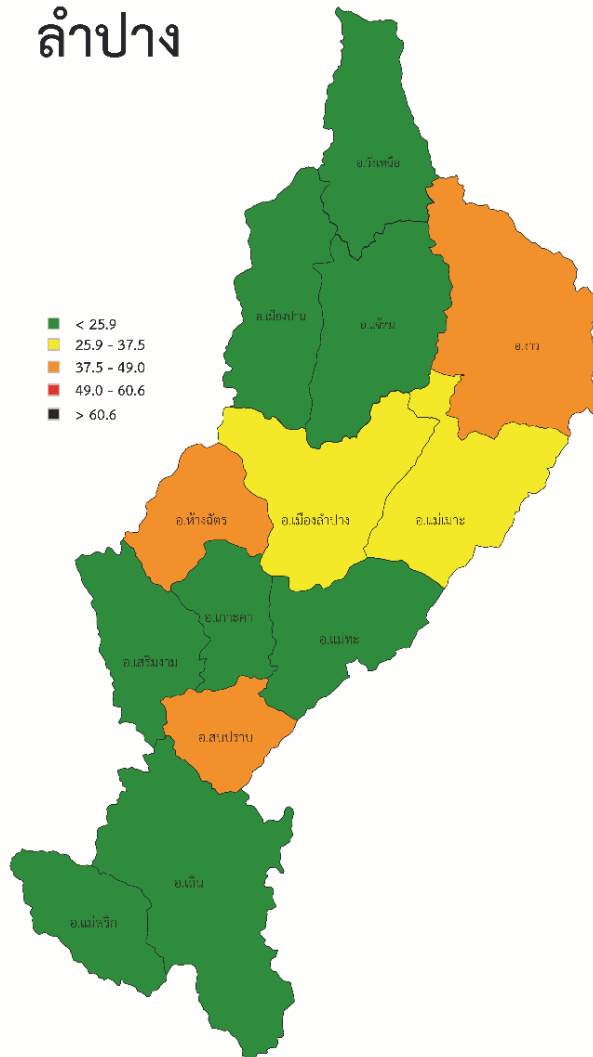 ลำปาง
อ.วังเหนือ
อ.เมืองปาน
อ.แจ้ห่ม
อ.งาว
< 25.9
25.9 - 37.5
37.5 - 49.0
49.0 - 60.6
> 60.6
อ.ห้างฉัตร
อ.เมืองลำปาง
อ.แม่เมาะ
อ.เกาะคา
อ.แม่ทะ
อ.เสริมงาม
อ.สบปราบ
อ.เถิน
อ.แม่พริก